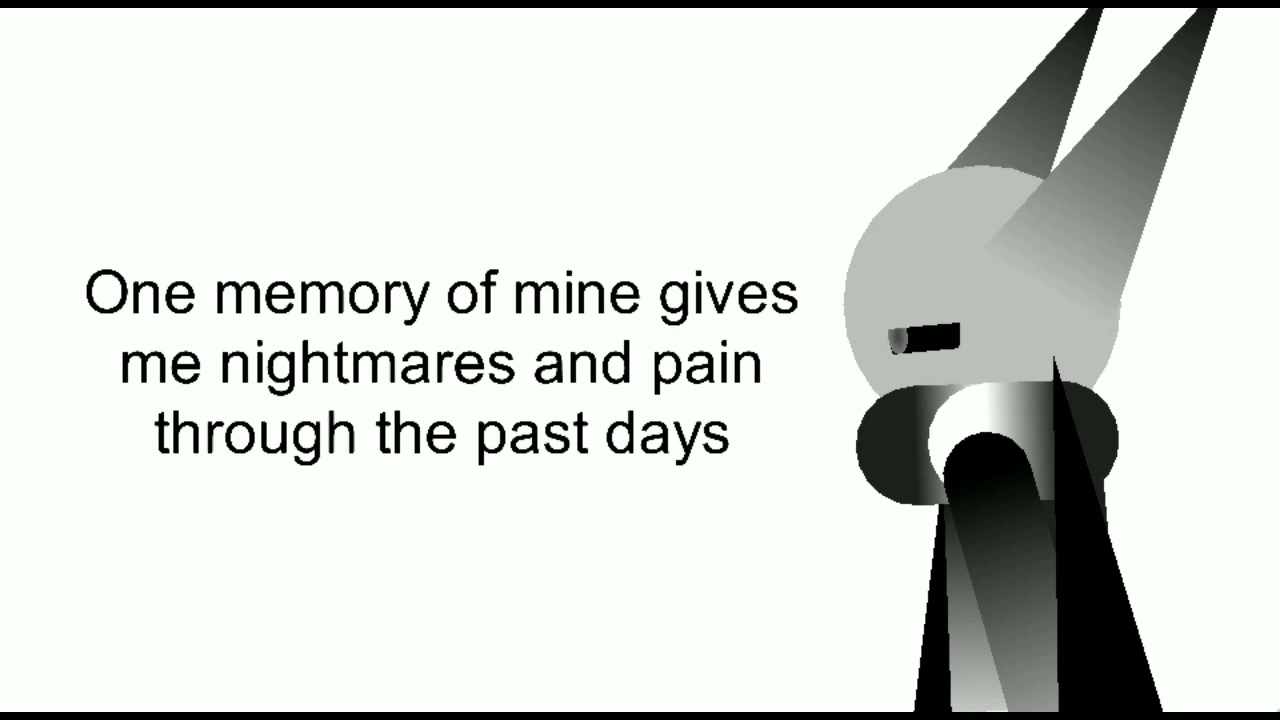 One memory of mine gives
me nightmares and pain
through the past days